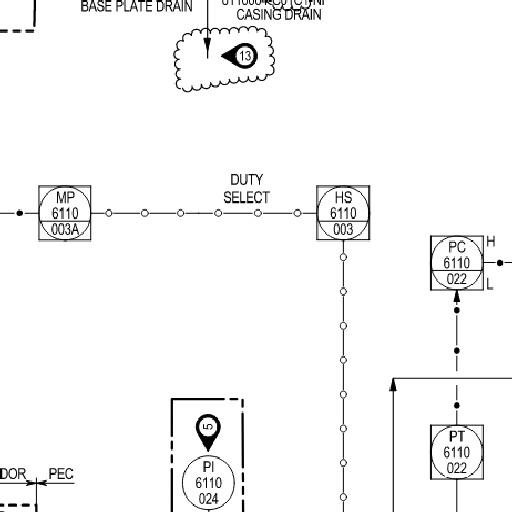 BASE PLATE DRAIN
CASING DRAIN
13
DUTY
SELECT
MP
6110
003A
HS
6110
003
PC
6110
022
H
L
5
PT
6110
022
PI
6110
024
DOR
PEC